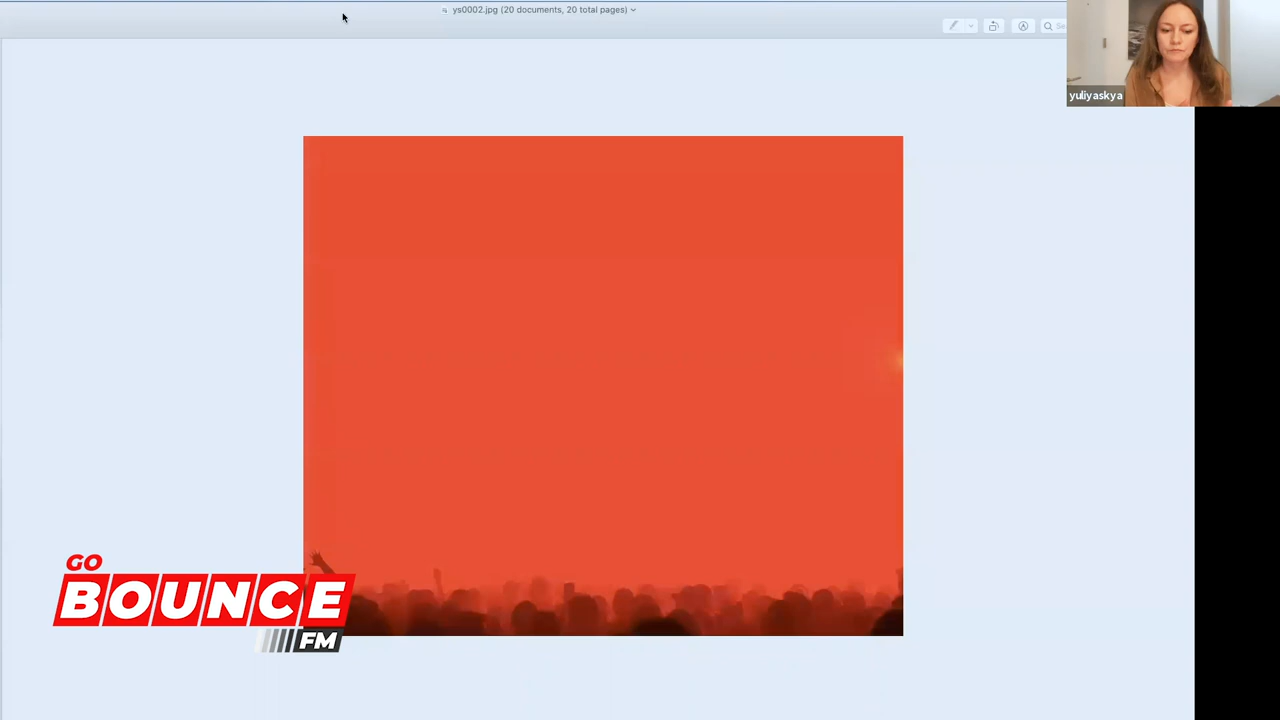 ys0002.jpg (20 documents, 20 total pages)
yuliyaskya
GO
BOUNCE
FM